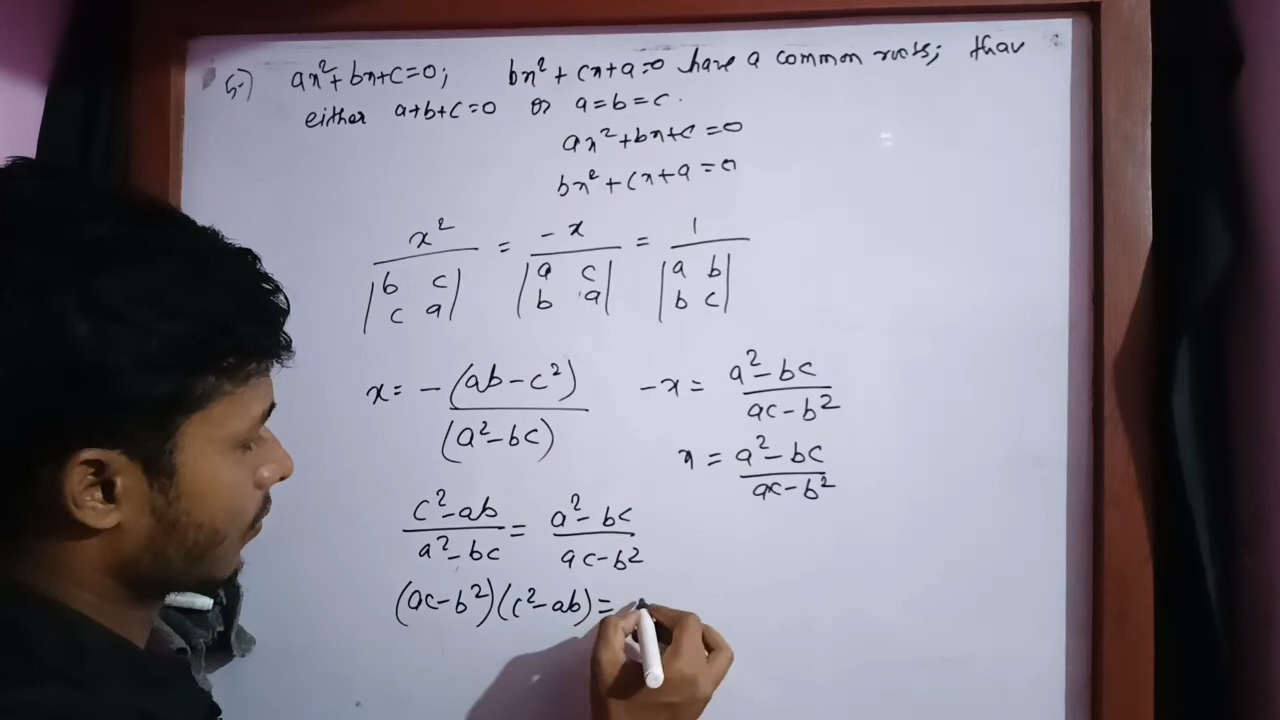 5-) ax²+bx+c=0; bx²+cx+a=0 have a common roots; than
either a+b+c=0 or a=b=c.
ax²+bx+c=0
bx²+cx+a=0
x² / |b c; c a| = -x / |a c; b a| = 1 / |a b; b c|
x = -(ab-c²) / (a²-bc) -x = a²-bc / ac-b²
x = a²-bc / ac-b²
c²-ab / a²-bc = a²-bc / ac-b²
(ac-b²)(c²-ab)=